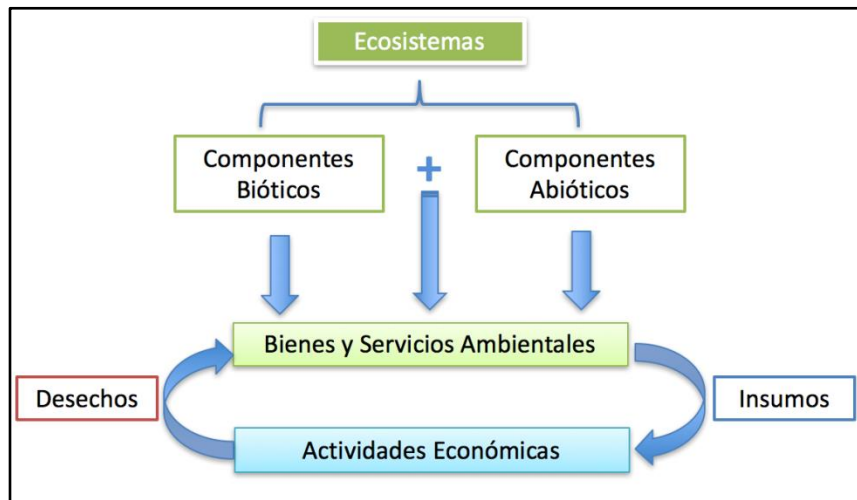 Ecosistemas
Componentes
Bióticos
+
Componentes
Abióticos
Bienes y Servicios Ambientales
Desechos
Insumos
Actividades Económicas